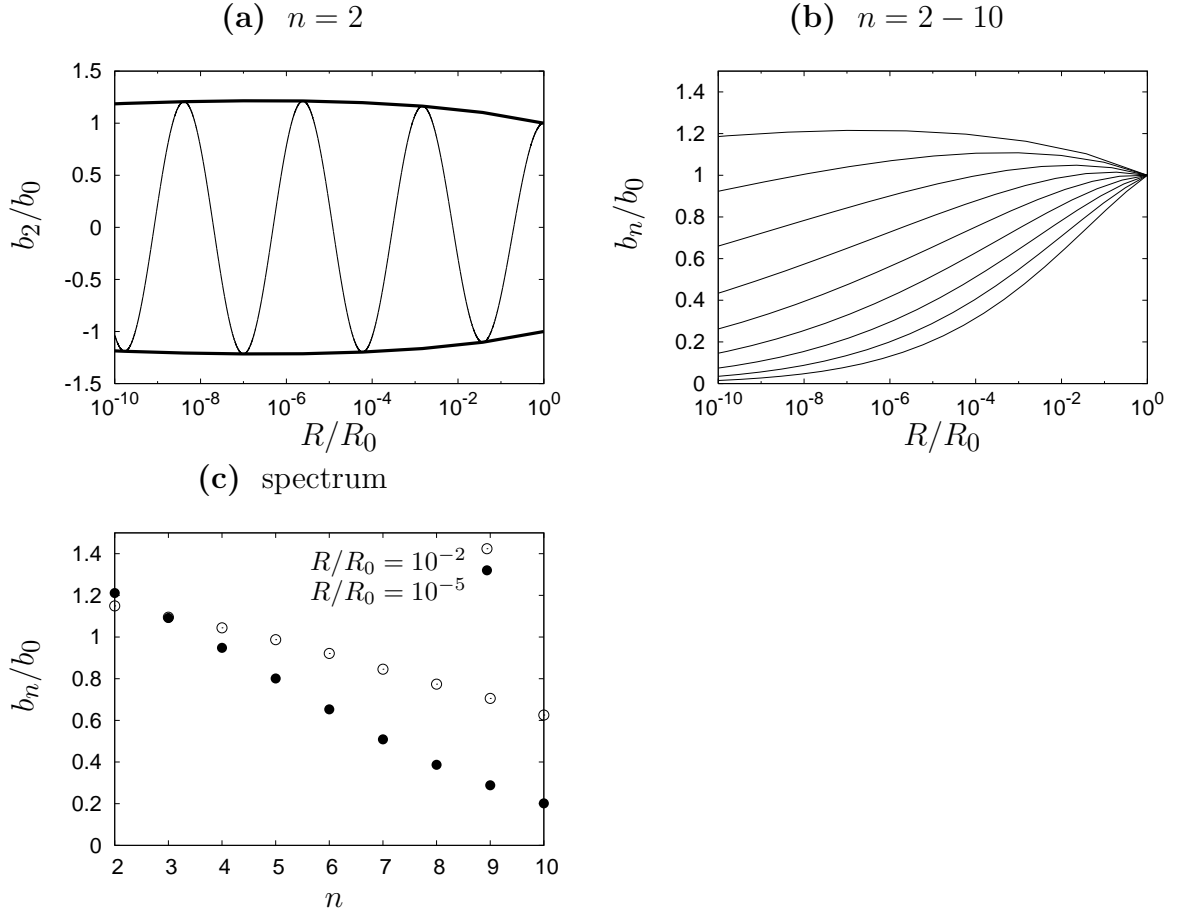 (a) n = 2
1.5
1
0.5
0
-0.5
-1
-1.5
b₂/b₀
10⁻¹⁰ 10⁻⁸ 10⁻⁶ 10⁻⁴ 10⁻² 10⁰
R/R₀
(b) n = 2 − 10
1.4
1.2
1
0.8
0.6
0.4
0.2
0
bₙ/b₀
10⁻¹⁰ 10⁻⁸ 10⁻⁶ 10⁻⁴ 10⁻² 10⁰
R/R₀
(c) spectrum
R/R₀ = 10⁻²
R/R₀ = 10⁻⁵
1.4
1.2
1
0.8
0.6
0.4
0.2
0
bₙ/b₀
2 3 4 5 6 7 8 9 10
n